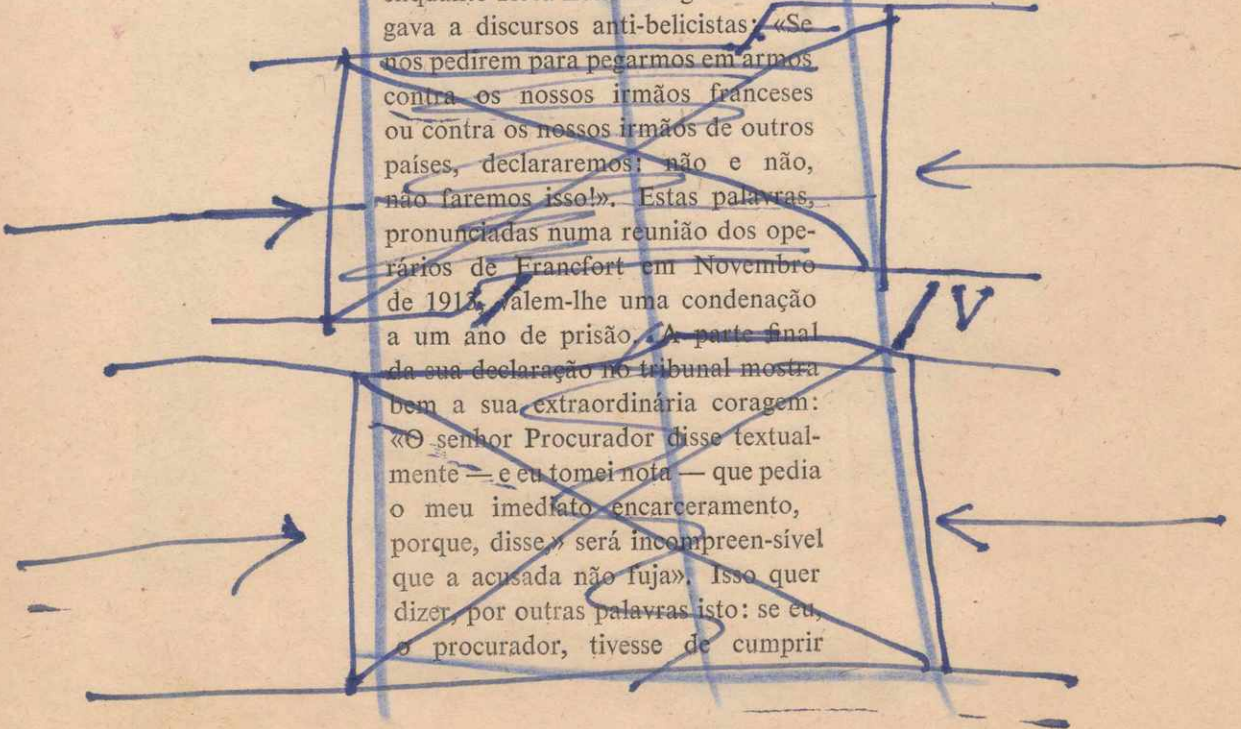 gava a discursos anti-belicistas: «Se
nos pedirem para pegarmos em armos
contra os nossos irmãos franceses
ou contra os nossos irmãos de outros
países, declararemos: não e não,
não faremos isso!». Estas palavras,
pronunciadas numa reunião dos ope-
rários de Francfort em Novembro
de 1913, valem-lhe uma condenação
a um ano de prisão. A parte final
da sua declaração no tribunal mostra
bem a sua extraordinária coragem:
«O senhor Procurador disse textual-
mente — e eu tomei nota — que pedia
o meu imediato encarceramento,
porque, disse,» será incompreen-sível
que a acusada não fuja». Isso quer
dizer, por outras palavras isto: se eu,
o procurador, tivesse de cumprir
V